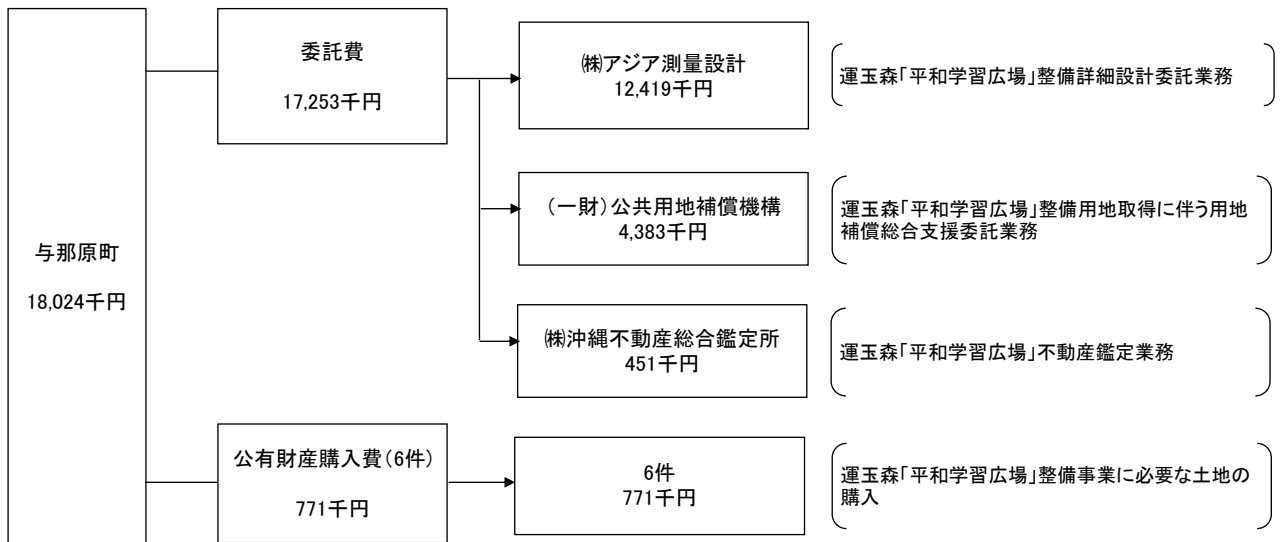 与那原町
18,024千円
委託費
17,253千円
㈱アジア測量設計
12,419千円
運玉森「平和学習広場」整備詳細設計委託業務
（一財）公共用地補償機構
4,383千円
運玉森「平和学習広場」整備用地取得に伴う用地
補償総合支援委託業務
㈱沖縄不動産総合鑑定所
451千円
運玉森「平和学習広場」不動産鑑定業務
公有財産購入費（6件）
771千円
6件
771千円
運玉森「平和学習広場」整備事業に必要な土地の
購入